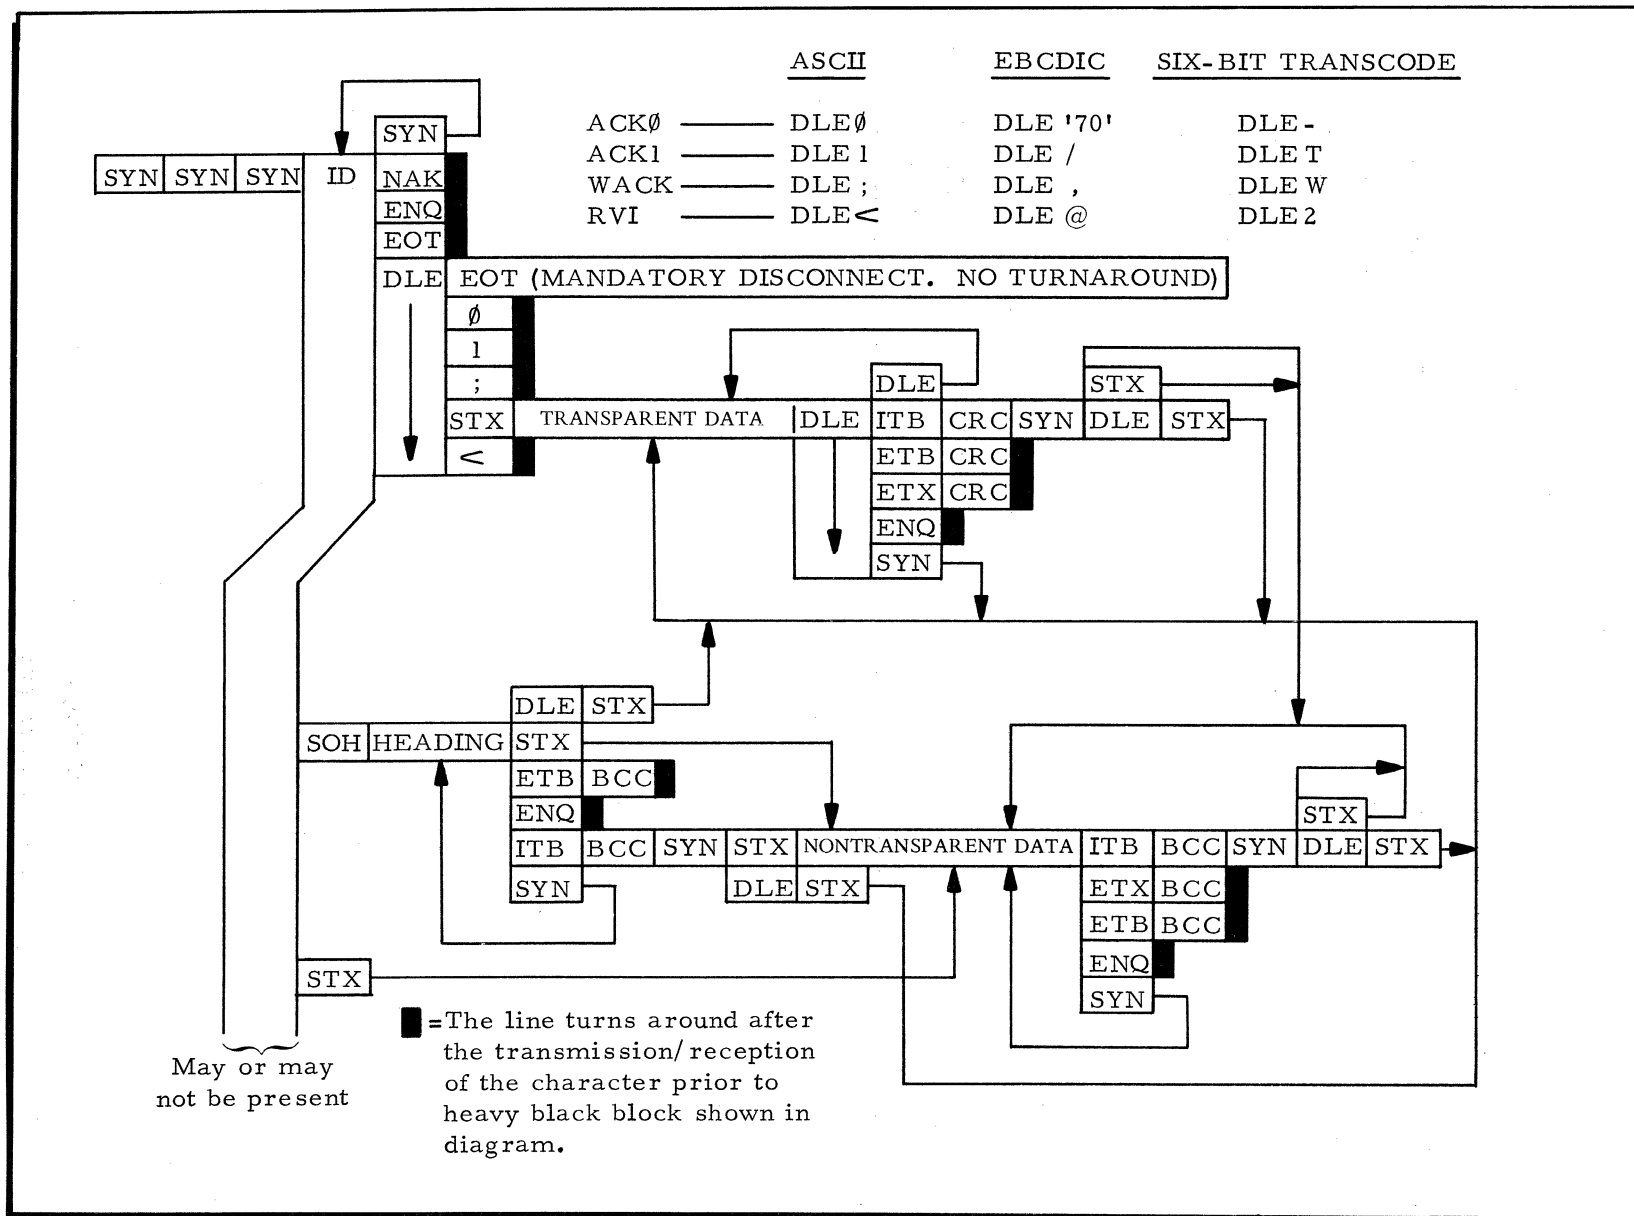 ASCII EBCDIC SIX-BIT TRANSCODE
ACKØ DLEØ DLE '70' DLE -
ACK1 DLE 1 DLE / DLE T
WACK DLE ; DLE , DLE W
RVI DLE < DLE @ DLE 2
SYN
SYN SYN SYN ID NAK
ENQ
EOT
DLE EOT (MANDATORY DISCONNECT. NO TURNAROUND)
Ø
1
;
DLE STX
STX TRANSPARENT DATA DLE ITB CRC SYN DLE STX
< ETB CRC
ETX CRC
ENQ
SYN
DLE STX
SOH HEADING STX
ETB BCC
ENQ STX
ITB BCC SYN STX NONTRANSPARENT DATA ITB BCC SYN DLE STX
SYN DLE STX ETX BCC
ETB BCC
ENQ
STX SYN
= The line turns around after
the transmission/reception
of the character prior to
heavy black block shown in
diagram.
May or may
not be present